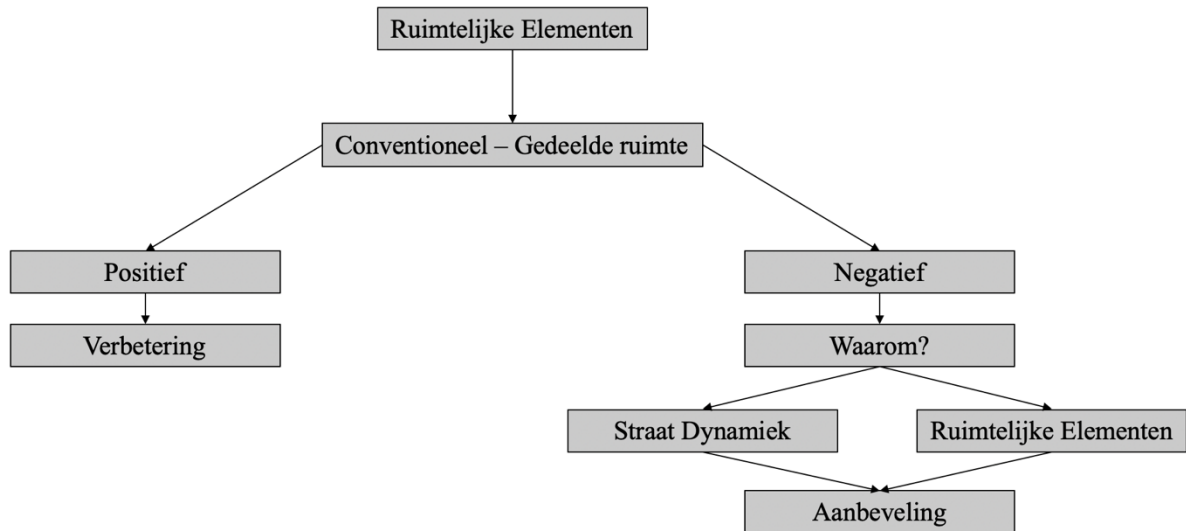 Ruimtelijke Elementen
Conventioneel – Gedeelde ruimte
Positief
Negatief
Verbetering
Waarom?
Straat Dynamiek
Ruimtelijke Elementen
Aanbeveling